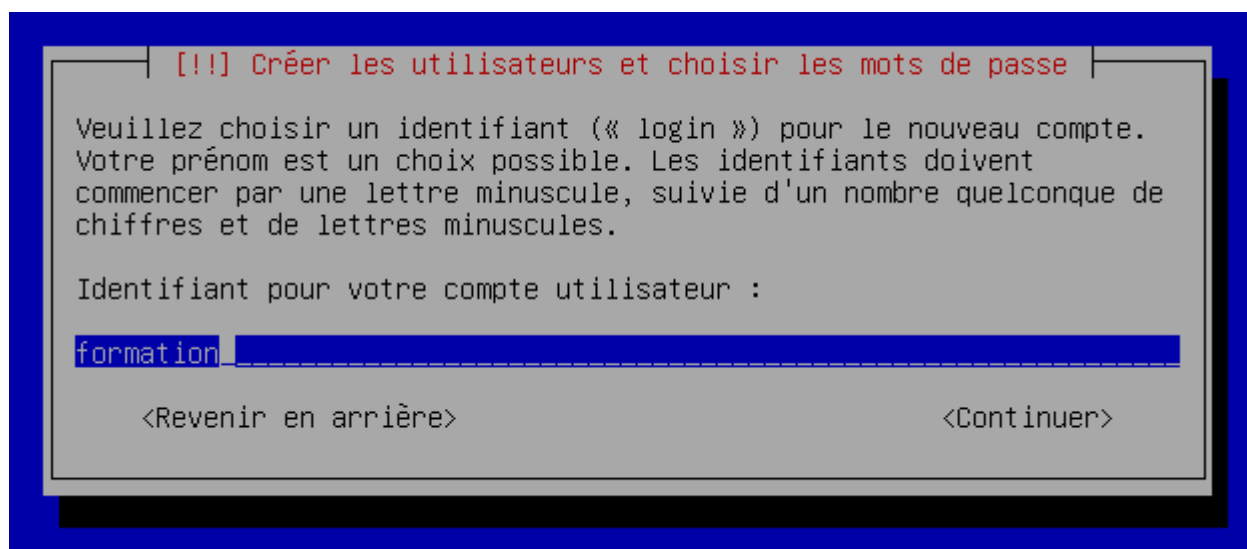 [!!] Créer les utilisateurs et choisir les mots de passe
Veuillez choisir un identifiant (« login ») pour le nouveau compte.
Votre prénom est un choix possible. Les identifiants doivent
commencer par une lettre minuscule, suivie d'un nombre quelconque de
chiffres et de lettres minuscules.
Identifiant pour votre compte utilisateur :
formation
<Revenir en arrière> <Continuer>